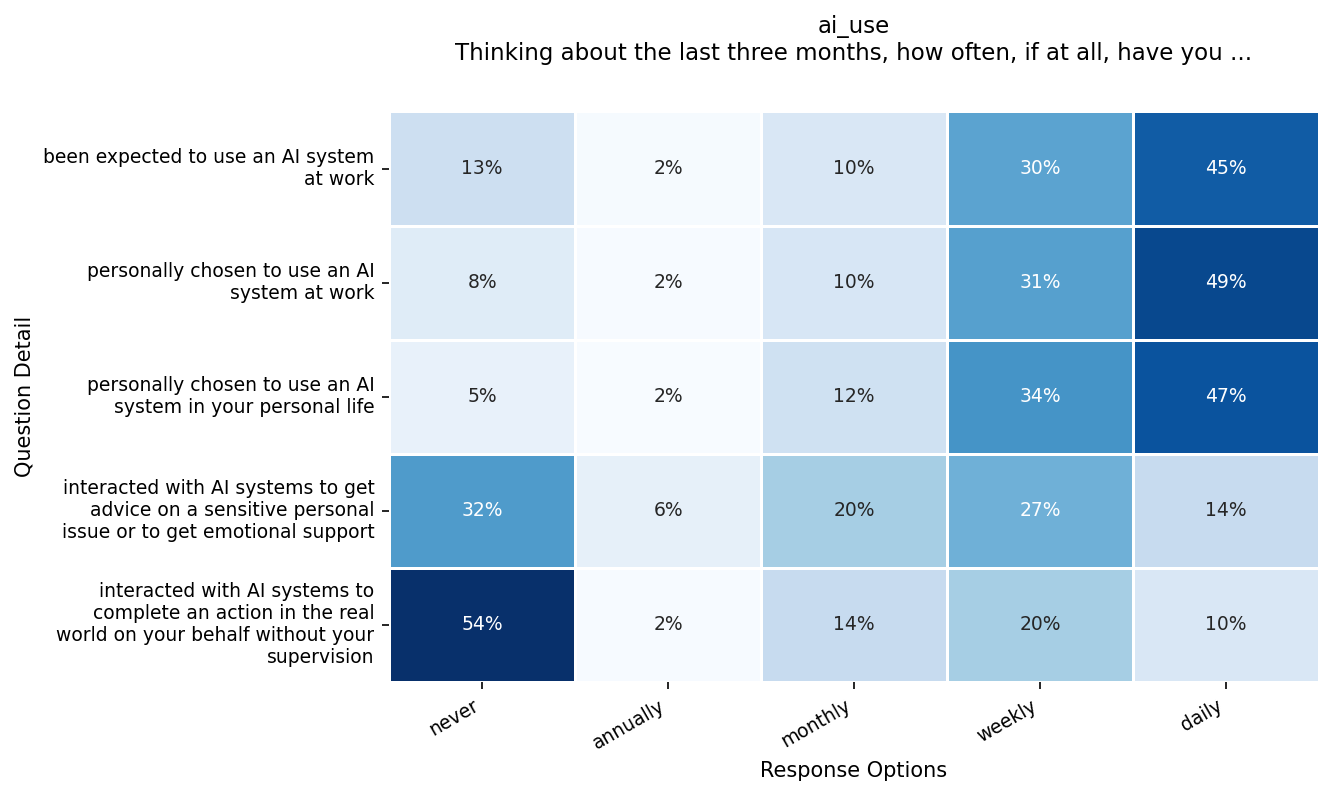 ai_use
Thinking about the last three months, how often, if at all, have you ...
Question Detail
been expected to use an AI system
at work
13% 2% 10% 30% 45%
personally chosen to use an AI
system at work
8% 2% 10% 31% 49%
personally chosen to use an AI
system in your personal life
5% 2% 12% 34% 47%
interacted with AI systems to get
advice on a sensitive personal
issue or to get emotional support
32% 6% 20% 27% 14%
interacted with AI systems to
complete an action in the real
world on your behalf without your
supervision
54% 2% 14% 20% 10%
never annually monthly weekly daily
Response Options